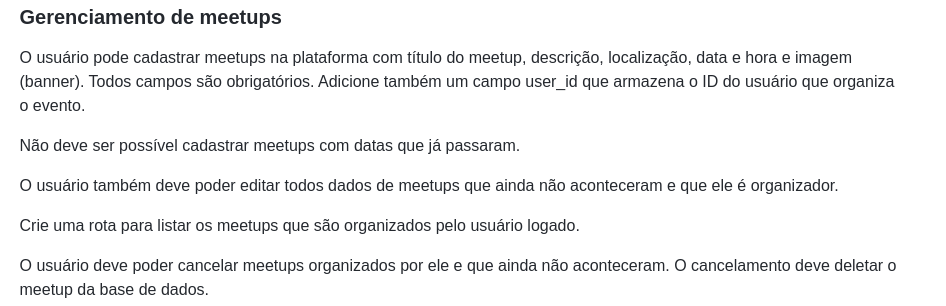 Gerenciamento de meetups
O usuário pode cadastrar meetups na plataforma com título do meetup, descrição, localização, data e hora e imagem
(banner). Todos campos são obrigatórios. Adicione também um campo user_id que armazena o ID do usuário que organiza
o evento.
Não deve ser possível cadastrar meetups com datas que já passaram.
O usuário também deve poder editar todos dados de meetups que ainda não aconteceram e que ele é organizador.
Crie uma rota para listar os meetups que são organizados pelo usuário logado.
O usuário deve poder cancelar meetups organizados por ele e que ainda não aconteceram. O cancelamento deve deletar o
meetup da base de dados.